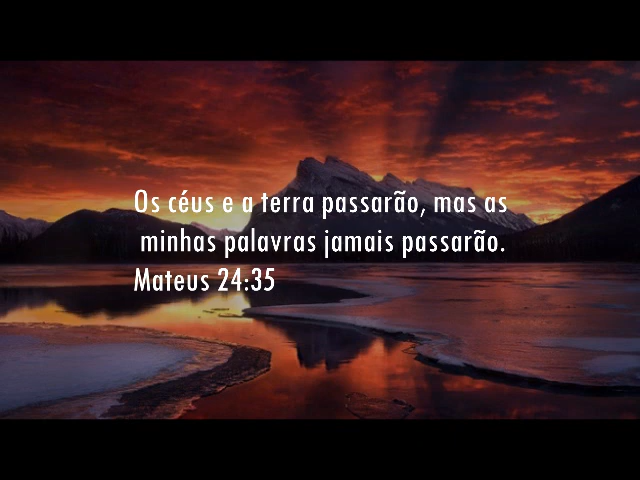 Os céus e a terra passarão, mas as
minhas palavras jamais passarão.
Mateus 24:35